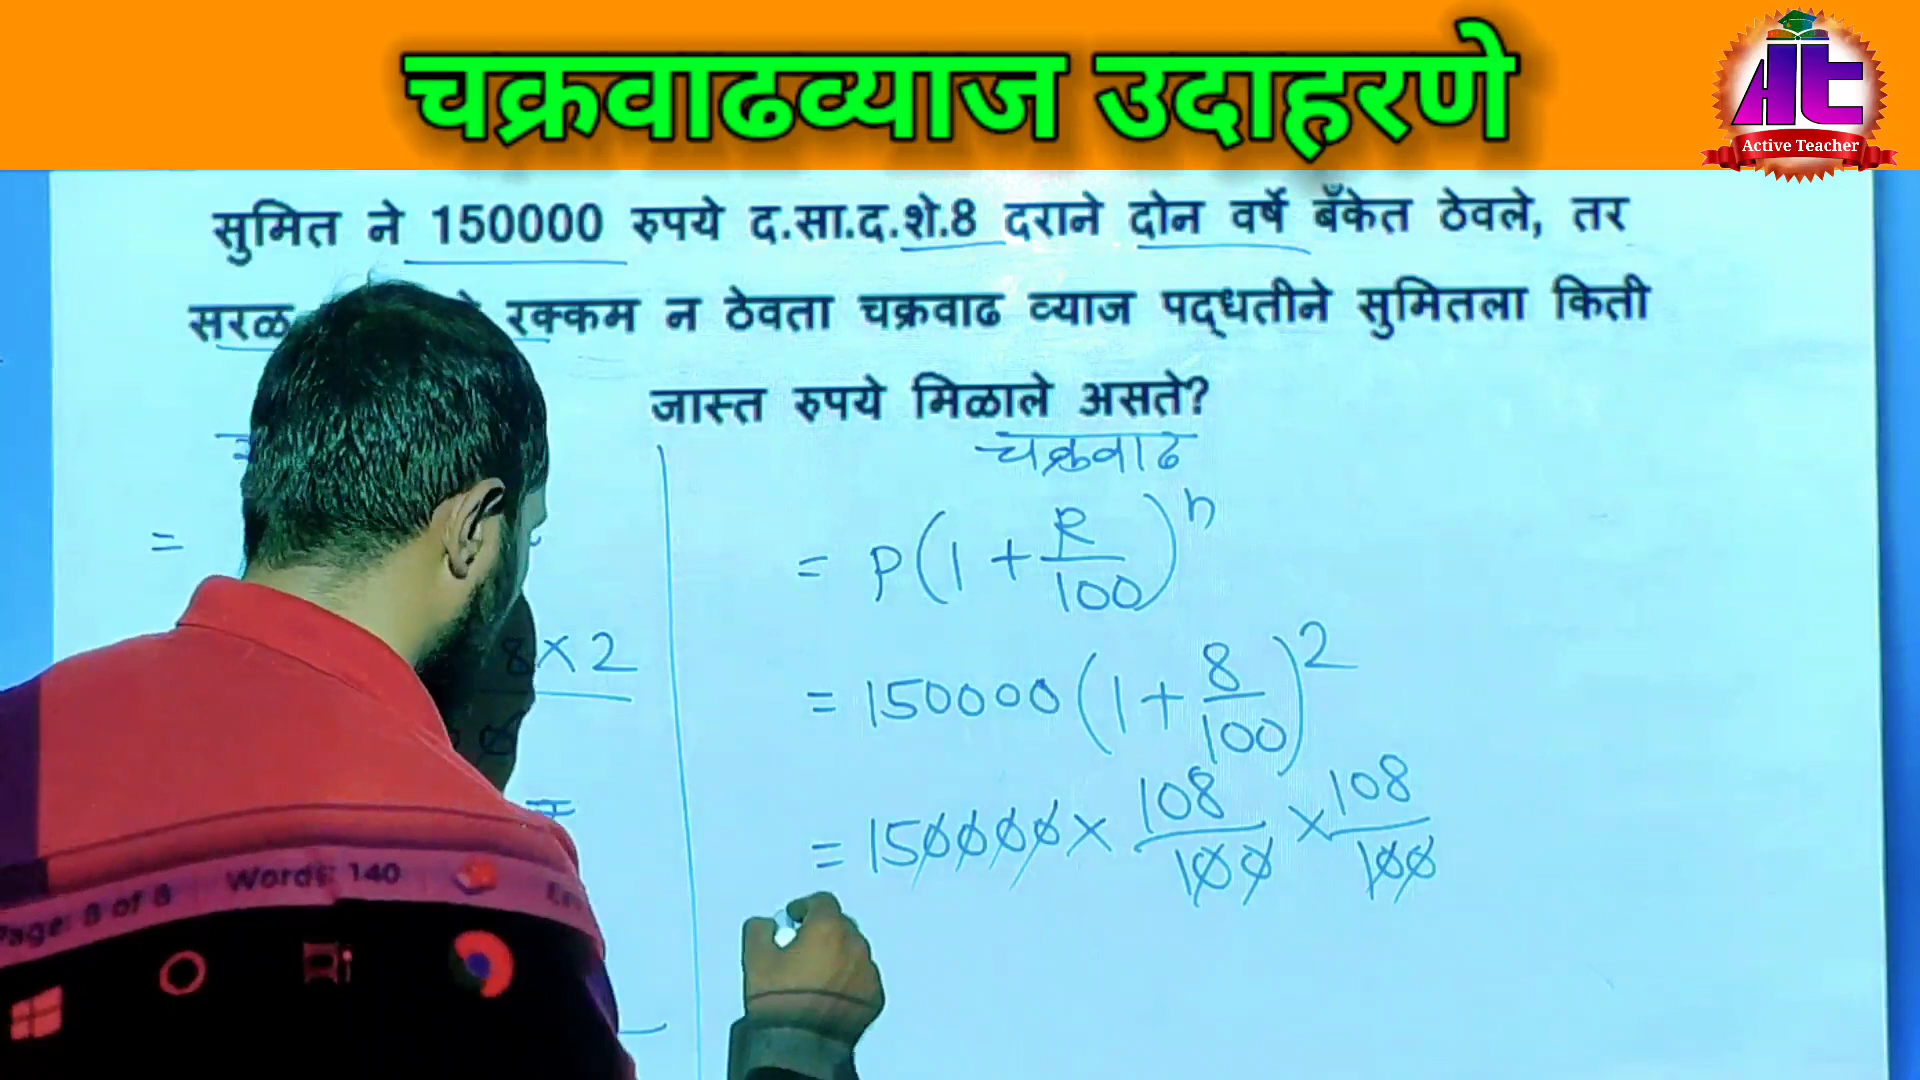 चक्रवाढव्याज उदाहरणे
Active Teacher
सुमित ने 150000 रुपये द.सा.द.शे.8 दराने दोन वर्षे बँकेत ठेवले, तर
सरळ रक्कम न ठेवता चक्रवाढ व्याज पद्धतीने सुमितला किती
जास्त रुपये मिळाले असते?
चक्रवाढ
=
= P(1 + R/100)^n
8 × 2
= 150000 (1 + 8/100)^2
= 150000 × 108/100 × 108/100
Page: 8 of 8 Words: 140